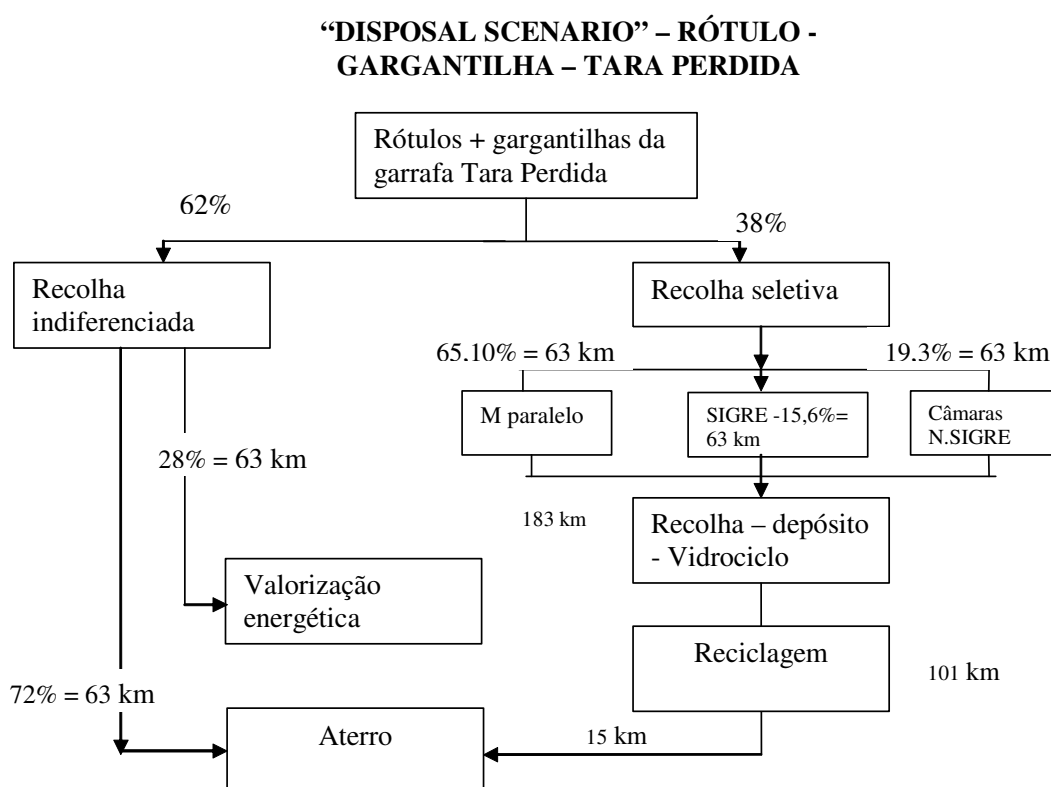 “DISPOSAL SCENARIO” – RÓTULO -
GARGANTILHA – TARA PERDIDA
Rótulos + gargantilhas da
garrafa Tara Perdida
62%
38%
Recolha
indiferenciada
Recolha seletiva
65.10% = 63 km
19.3% = 63 km
M paralelo
SIGRE -15,6%=
63 km
Câmaras
N.SIGRE
28% = 63 km
183 km
Recolha – depósito
- Vidrociclo
Valorização
energética
Reciclagem
101 km
72% = 63 km
Aterro
15 km